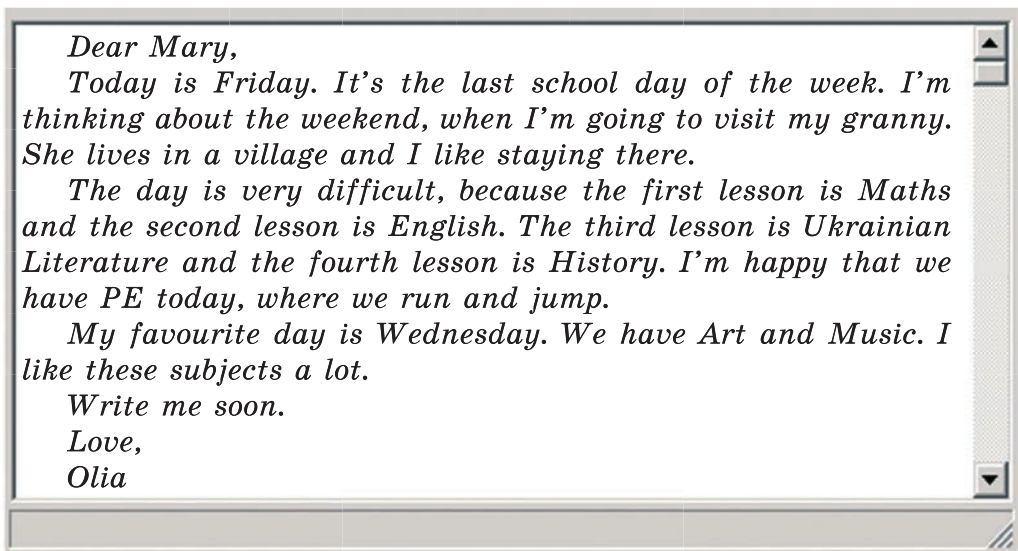 Dear Mary,
Today is Friday. It's the last school day of the week. I'm
thinking about the weekend, when I'm going to visit my granny.
She lives in a village and I like staying there.
The day is very difficult, because the first lesson is Maths
and the second lesson is English. The third lesson is Ukrainian
Literature and the fourth lesson is History. I'm happy that we
have PE today, where we run and jump.
My favourite day is Wednesday. We have Art and Music. I
like these subjects a lot.
Write me soon.
Love,
Olia